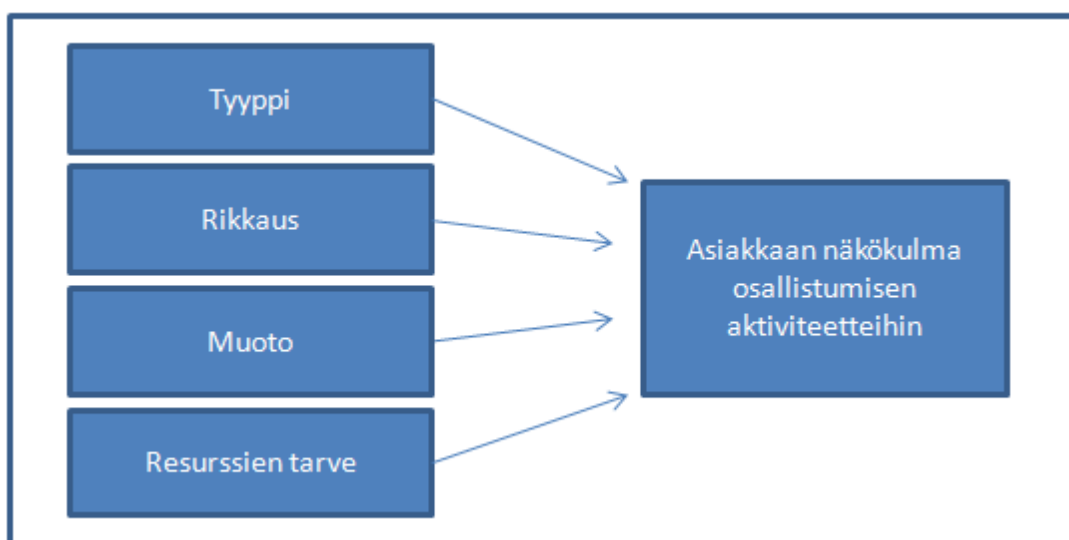 Tyyppi
Rikkaus
Muoto
Resurssien tarve
Asiakkaan näkökulma
osallistumisen
aktiviteetteihin